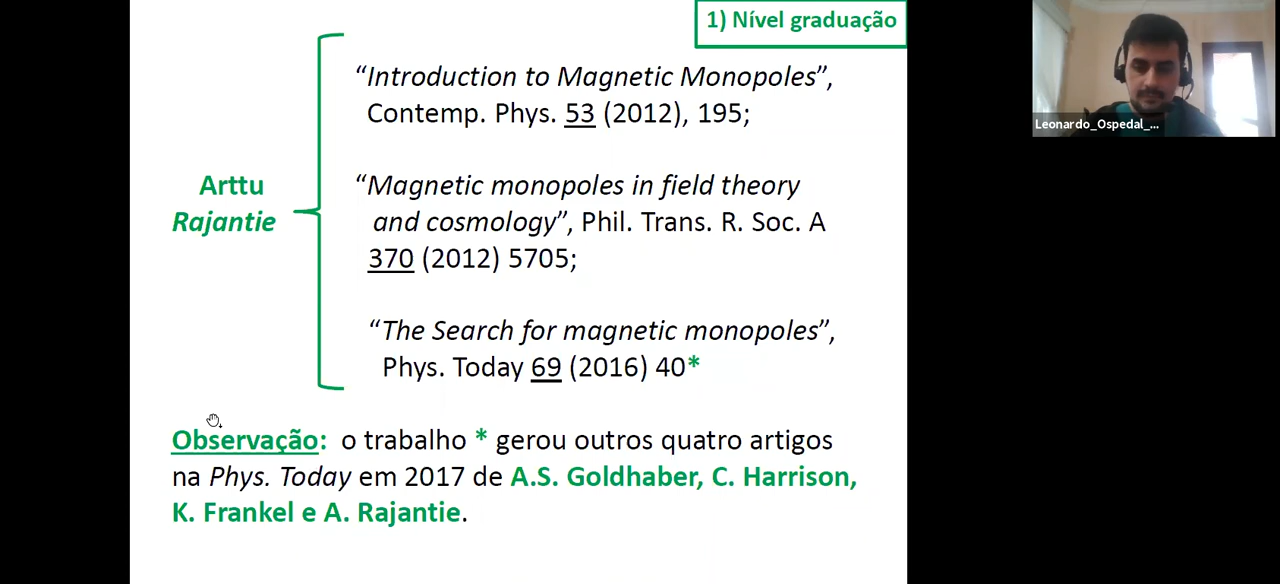 1) Nível graduação
“Introduction to Magnetic Monopoles”,
Contemp. Phys. 53 (2012), 195;
Arttu
Rajantie
“Magnetic monopoles in field theory
and cosmology”, Phil. Trans. R. Soc. A
370 (2012) 5705;
“The Search for magnetic monopoles”,
Phys. Today 69 (2016) 40*
Observação: o trabalho * gerou outros quatro artigos
na Phys. Today em 2017 de A.S. Goldhaber, C. Harrison,
K. Frankel e A. Rajantie.
Leonardo_Ospedal_...